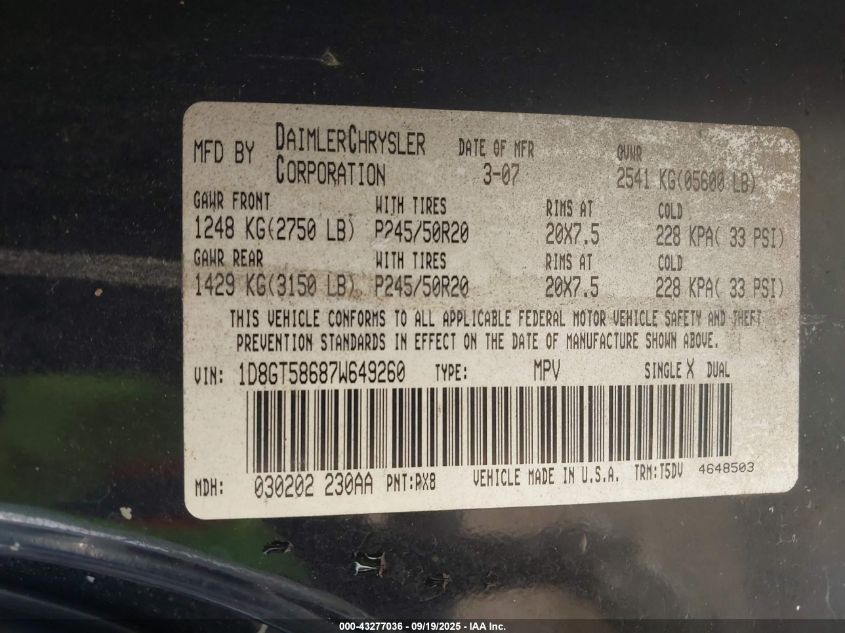 MFD BY DAIMLERCHRYSLER CORPORATION DATE OF MFR 3-07 GVWR 2541 KG(05600 LB)
GAWR FRONT WITH TIRES RIMS AT COLD
1248 KG(2750 LB) P245/50R20 20X7.5 228 KPA( 33 PSI)
GAWR REAR WITH TIRES RIMS AT COLD
1429 KG(3150 LB) P245/50R20 20X7.5 228 KPA( 33 PSI)
THIS VEHICLE CONFORMS TO ALL APPLICABLE FEDERAL MOTOR VEHICLE SAFETY AND THEFT
PREVENTION STANDARDS IN EFFECT ON THE DATE OF MANUFACTURE SHOWN ABOVE.
VIN: 1D8GT58687W649260 TYPE: MPV SINGLE X DUAL
MDH: 030202 230AA PNT:PX8 VEHICLE MADE IN U.S.A. TRM:T5DV 4648503
000-43277036 - 09/19/2025 - IAA Inc.